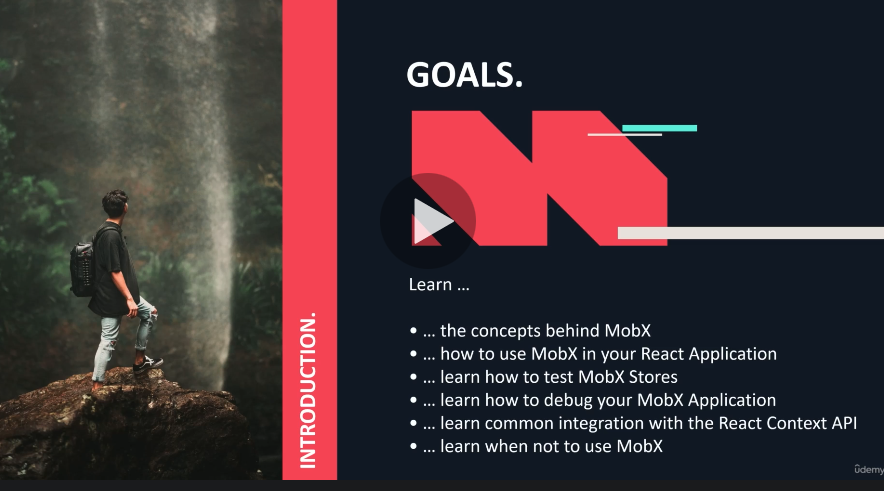 GOALS.
Learn ...
• ... the concepts behind MobX
• ... how to use MobX in your React Application
• ... learn how to test MobX Stores
• ... learn how to debug your MobX Application
• ... learn common integration with the React Context API
• ... learn when not to use MobX
INTRODUCTION.
ûdemy